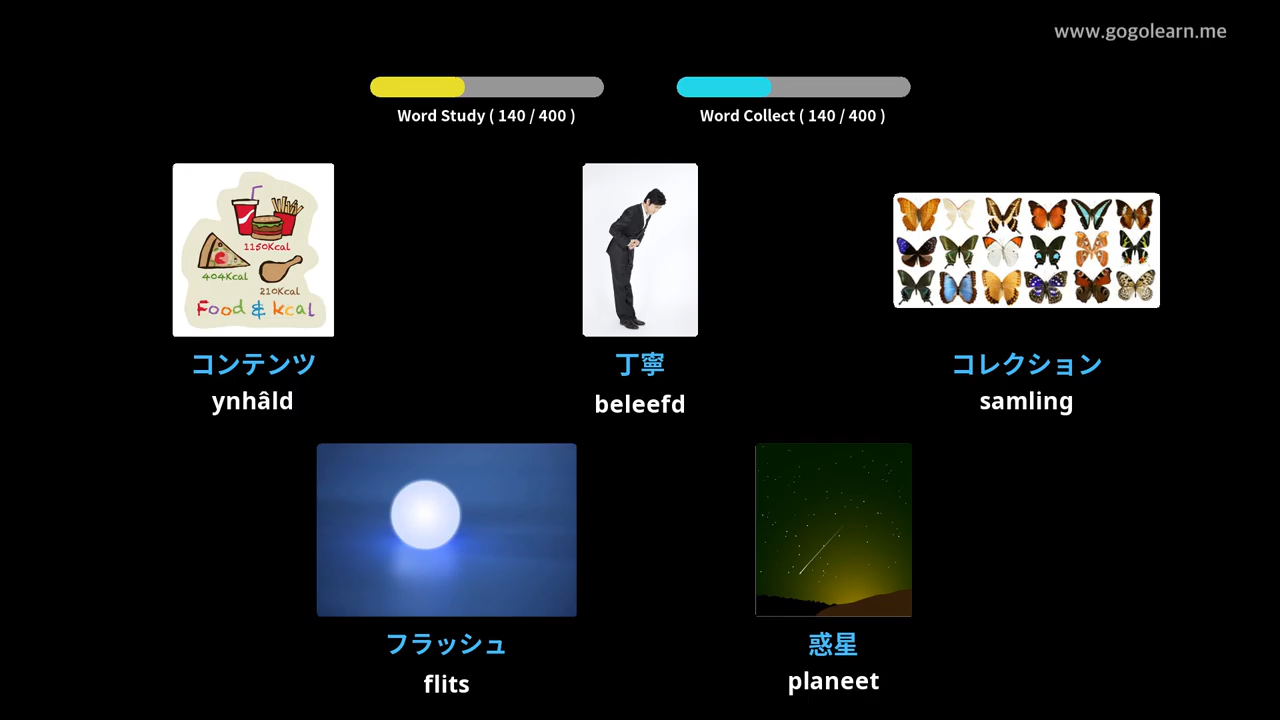 www.gogolearn.me
Word Study ( 140 / 400 )
Word Collect ( 140 / 400 )
1150Kcal
404Kcal
210Kcal
Food & kcal
コンテンツ
ynhâld
丁寧
beleefd
コレクション
samling
フラッシュ
flits
惑星
planeet